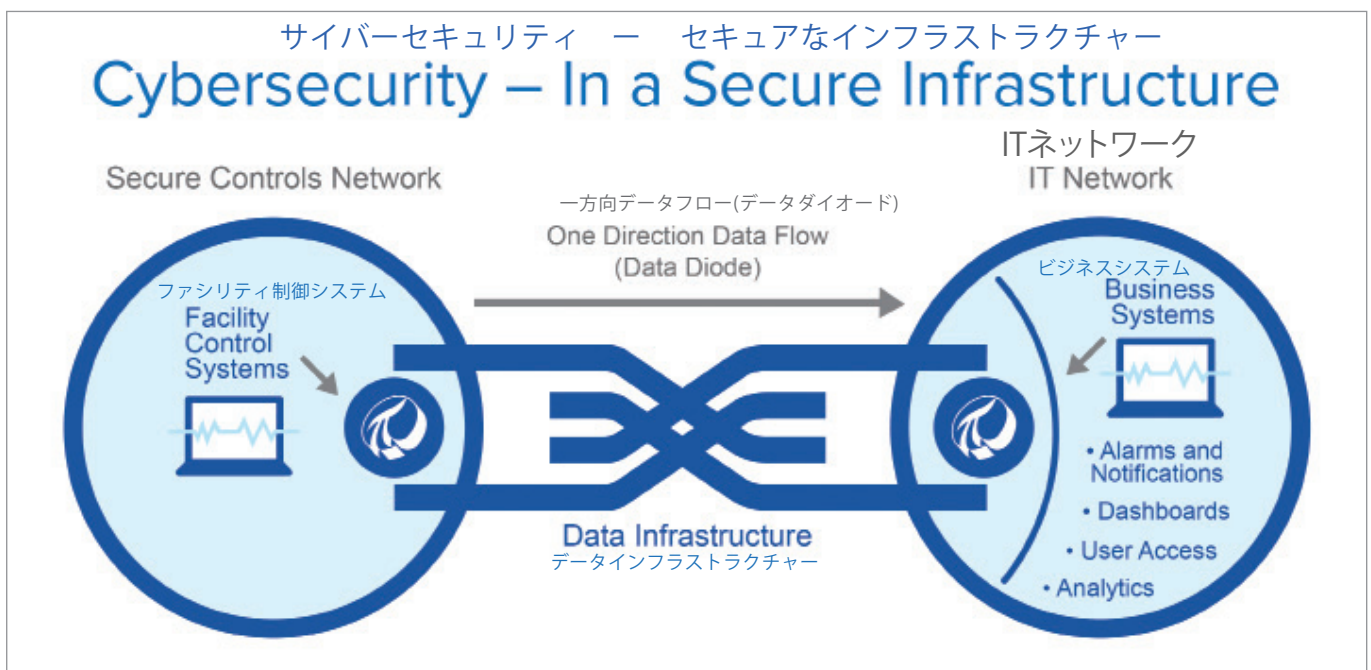 サイバーセキュリティ ー セキュアなインフラストラクチャー
Cybersecurity – In a Secure Infrastructure
Secure Controls Network
一方向データフロー(データダイオード)
One Direction Data Flow
(Data Diode)
ITネットワーク
IT Network
ファシリティ制御システム
Facility
Control
Systems
ビジネスシステム
Business
Systems
• Alarms and
Notifications
• Dashboards
• User Access
• Analytics
Data Infrastructure
データインフラストラクチャー